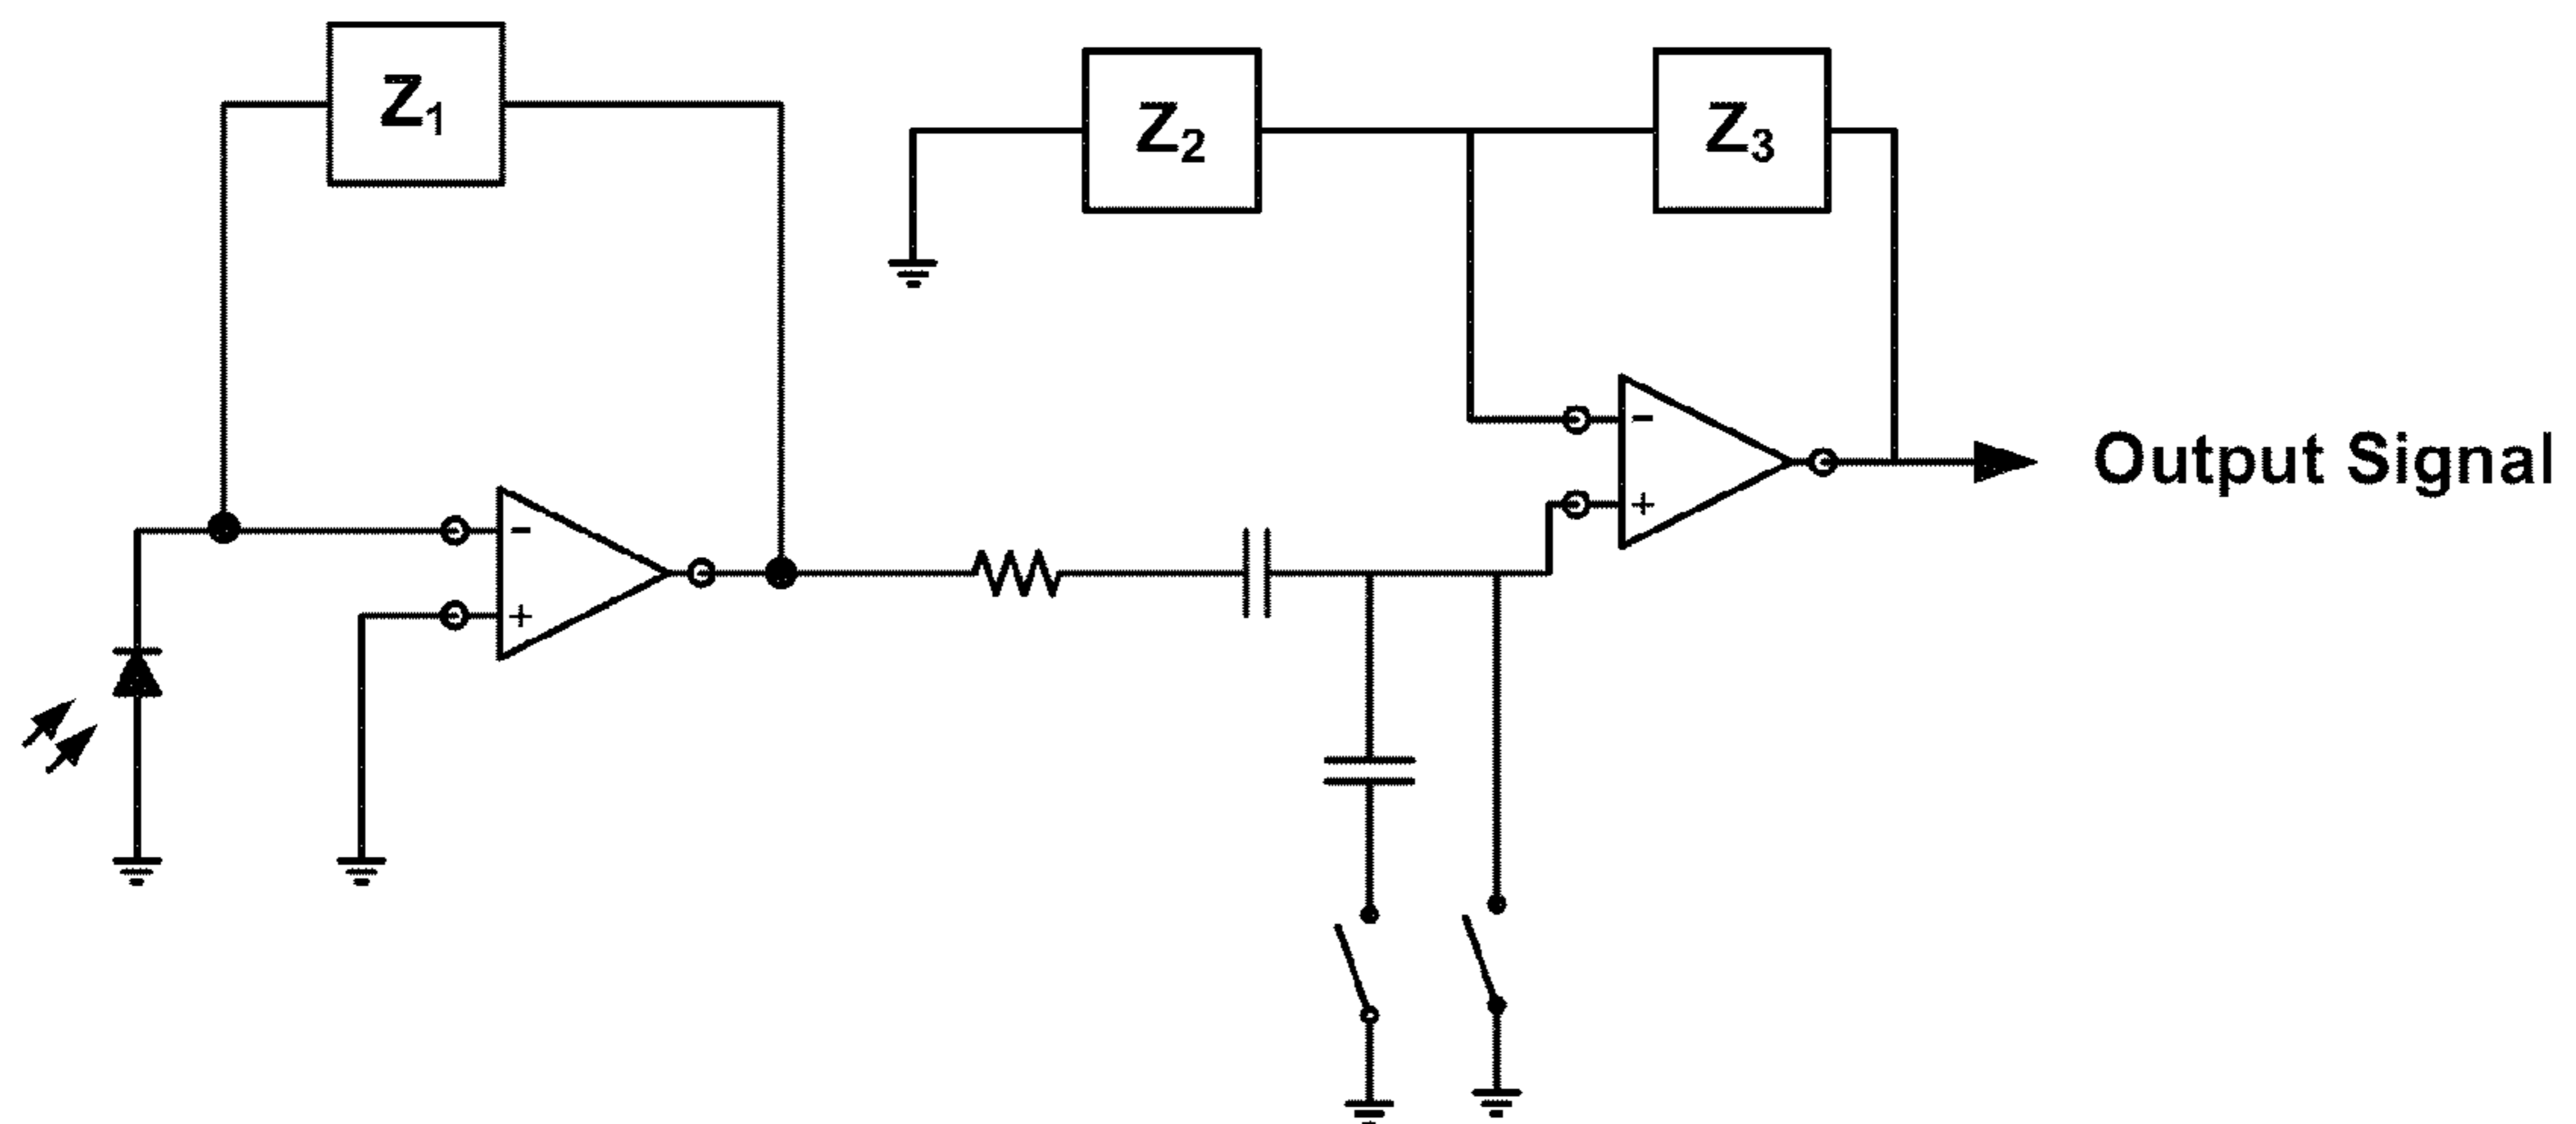 Z1
Z2
Z3
-
+
-
+
Output Signal